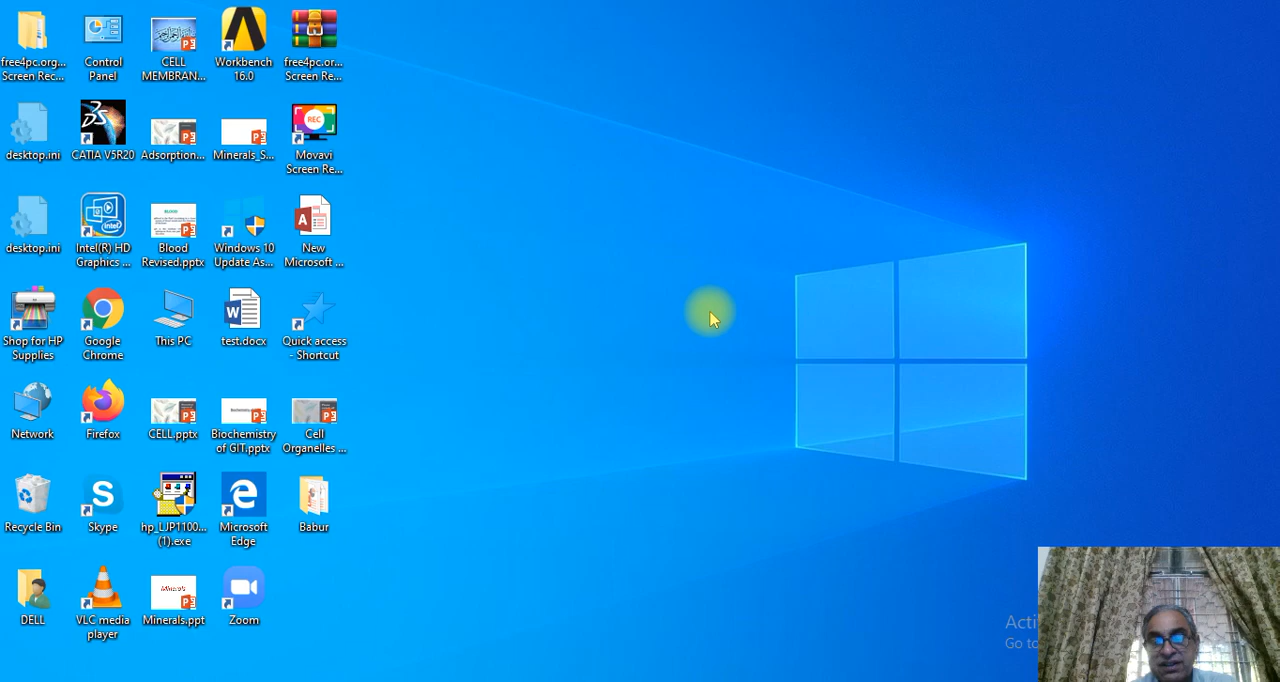 free4pc.org...
Screen Rec...
Control
Panel
CELL
MEMBRAN...
Workbench
16.0
free4pc.or...
Screen Re...
desktop.ini
CATIA V5R20
Adsorption...
Minerals_S...
REC
Movavi
Screen Re...
desktop.ini
intel
Intel(R) HD
Graphics ...
BLOOD
Blood
Revised.pptx
Windows 10
Update As...
New
Microsoft ...
Shop for HP
Supplies
Google
Chrome
This PC
test.docx
Quick access
- Shortcut
Network
Firefox
CELL.pptx
Biochemistry
of GIT.pptx
Cell
Organelles ...
Recycle Bin
Skype
hp_LJP1100...
(1).exe
Microsoft
Edge
Babur
DELL
VLC media
player
Minerals
Minerals.ppt
Zoom
Acti
Go to